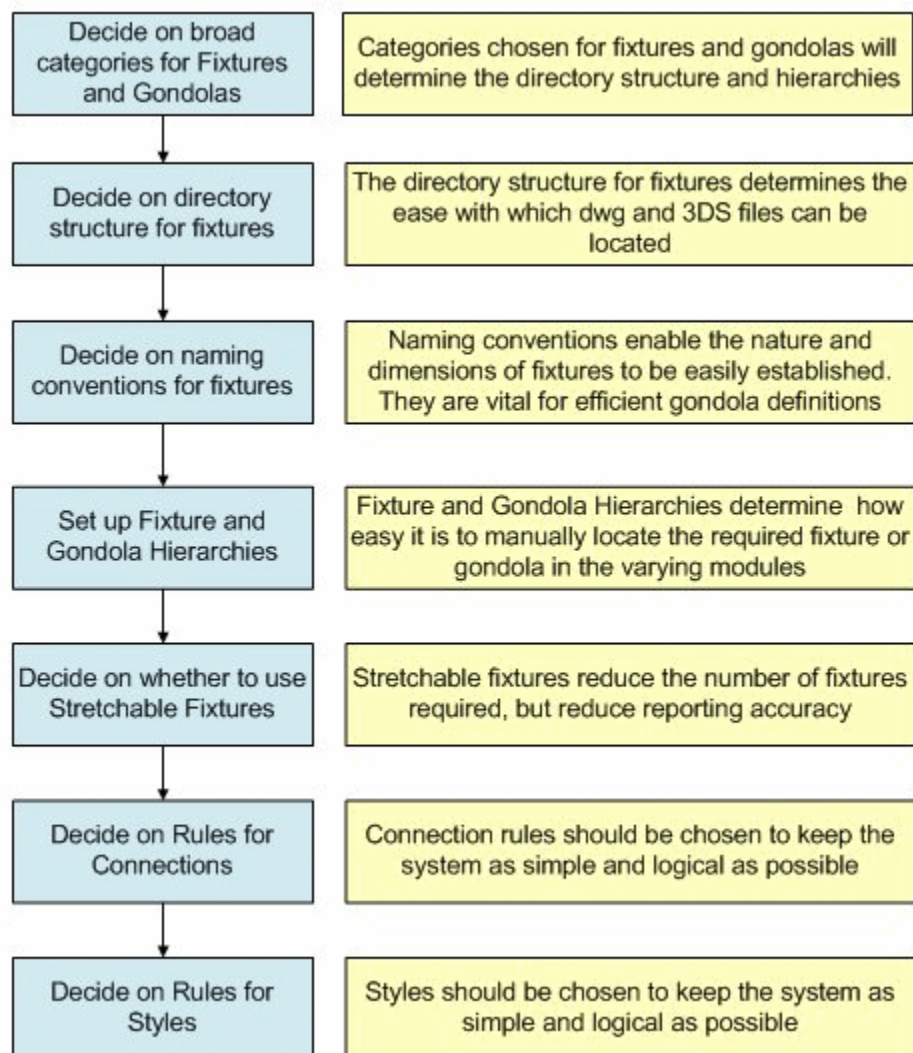 Decide on broad
categories for Fixtures
and Gondolas
Categories chosen for fixtures and gondolas will
determine the directory structure and hierarchies
Decide on directory
structure for fixtures
The directory structure for fixtures determines the
ease with which dwg and 3DS files can be
located
Decide on naming
conventions for fixtures
Naming conventions enable the nature and
dimensions of fixtures to be easily established.
They are vital for efficient gondola definitions
Set up Fixture and
Gondola Hierarchies
Fixture and Gondola Hierarchies determine how
easy it is to manually locate the required fixture or
gondola in the varying modules
Decide on whether to use
Stretchable Fixtures
Stretchable fixtures reduce the number of fixtures
required, but reduce reporting accuracy
Decide on Rules for
Connections
Connection rules should be chosen to keep the
system as simple and logical as possible
Decide on Rules for
Styles
Styles should be chosen to keep the system as
simple and logical as possible